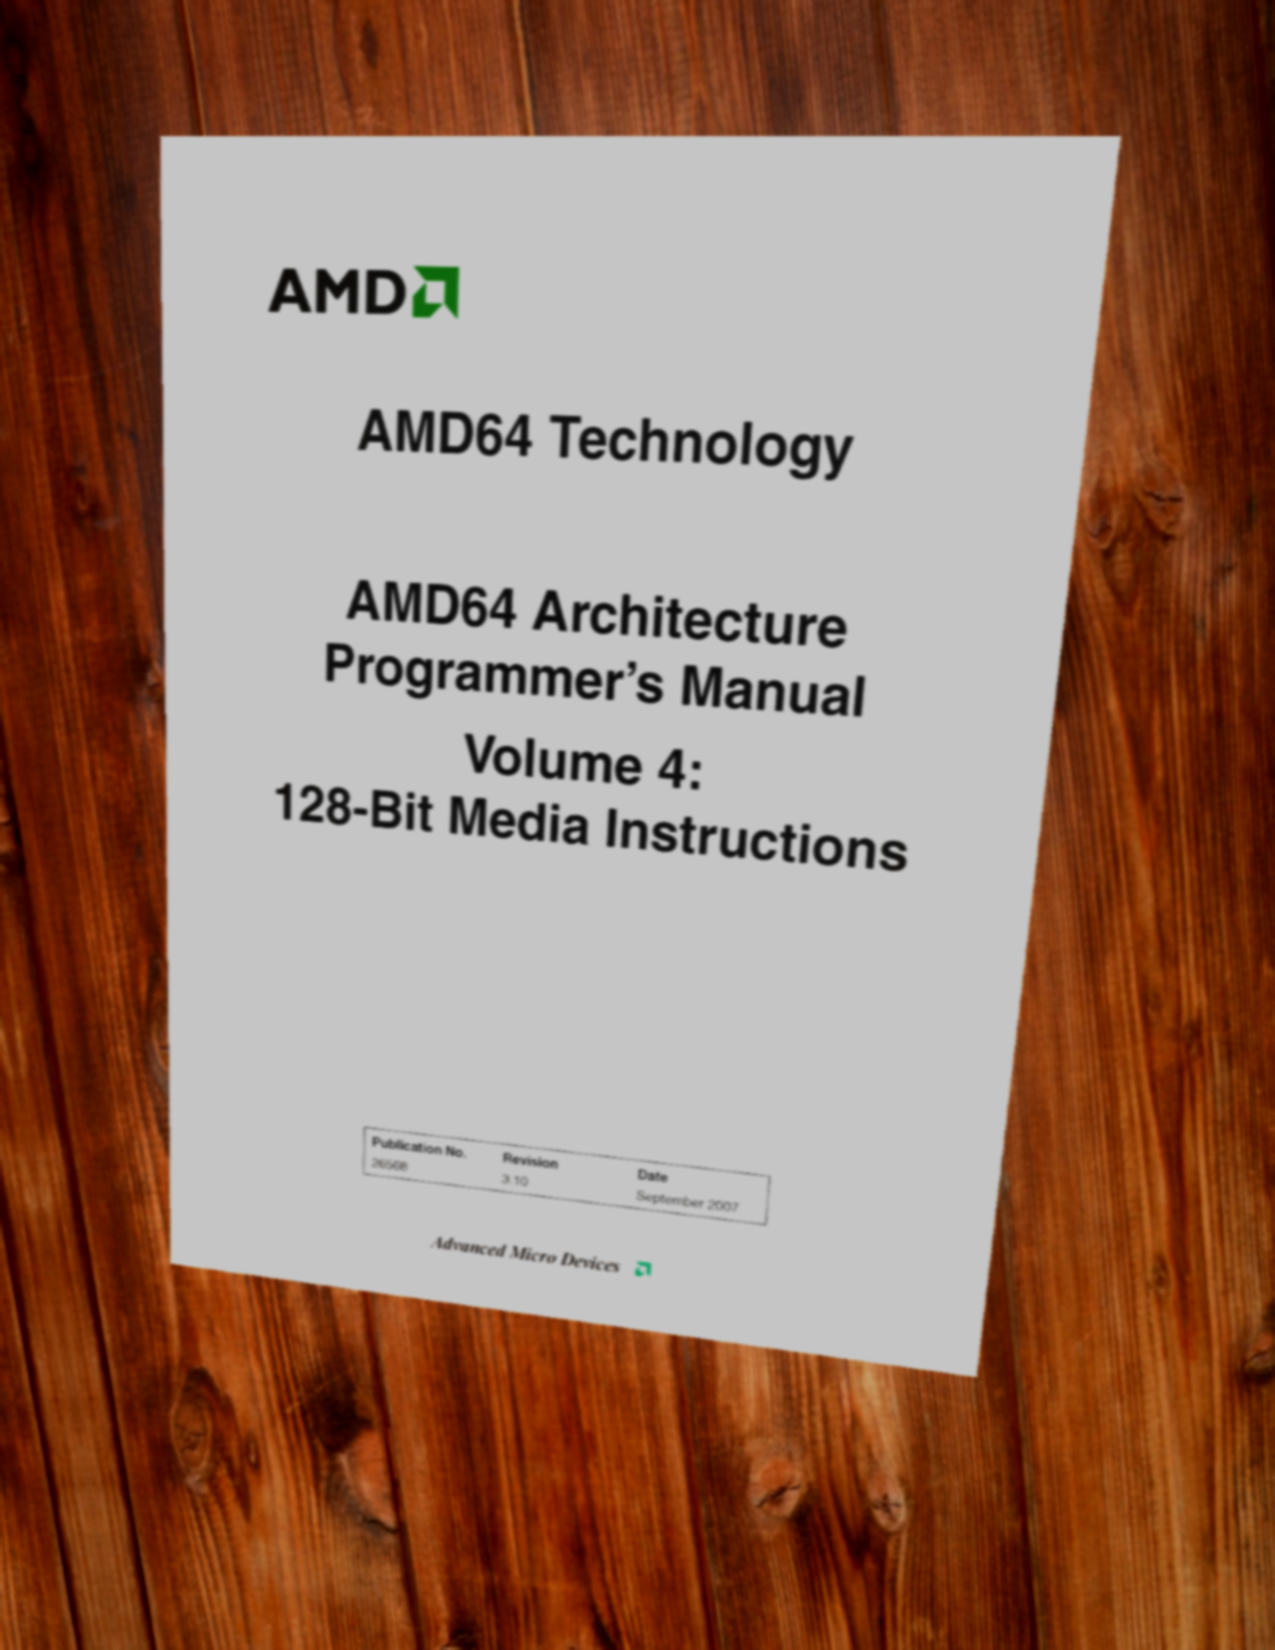 AMD
AMD64 Technology
AMD64 Architecture
Programmer’s Manual
Volume 4:
128-Bit Media Instructions
Publication No. Revision Date
26568 3.10 September 2007
Advanced Micro Devices